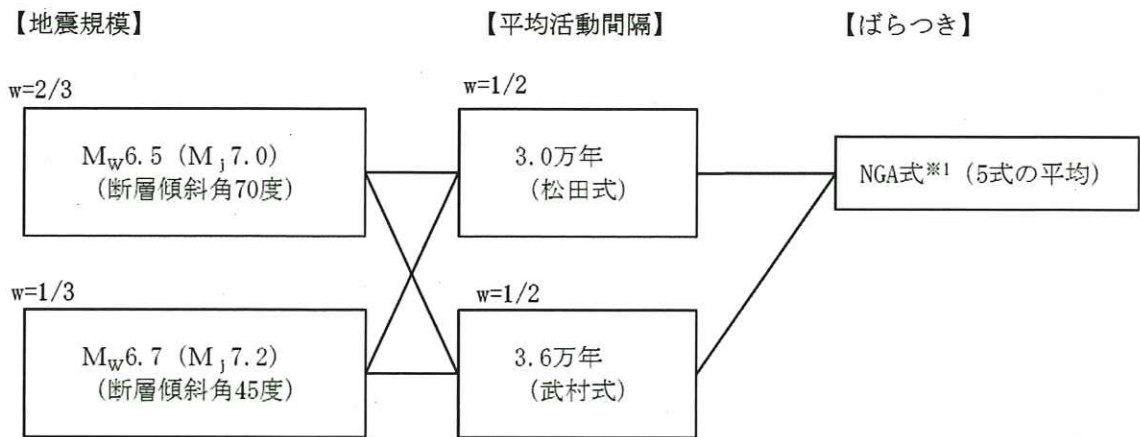 【地震規模】 【平均活動間隔】 【ばらつき】
w=2/3
MW6.5 (Mj7.0)
(断層傾斜角70度)
w=1/3
MW6.7 (Mj7.2)
(断層傾斜角45度)
w=1/2
3.0万年
(松田式)
w=1/2
3.6万年
(武村式)
NGA式※1 (5式の平均)